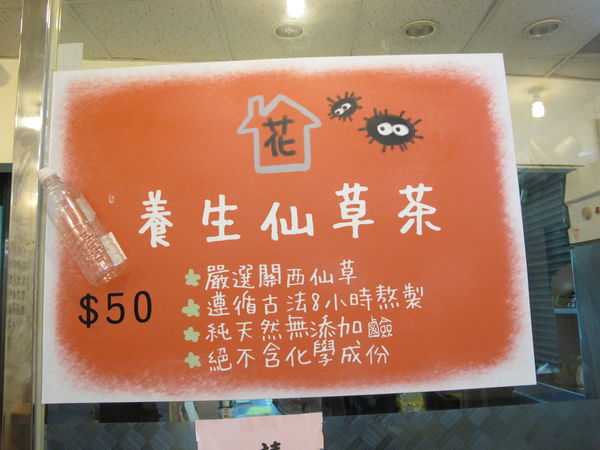 花
養生仙草茶
嚴選關西仙草
遵循古法8小時熬製
$50
純天然無添加鹼
絕不含化學成份